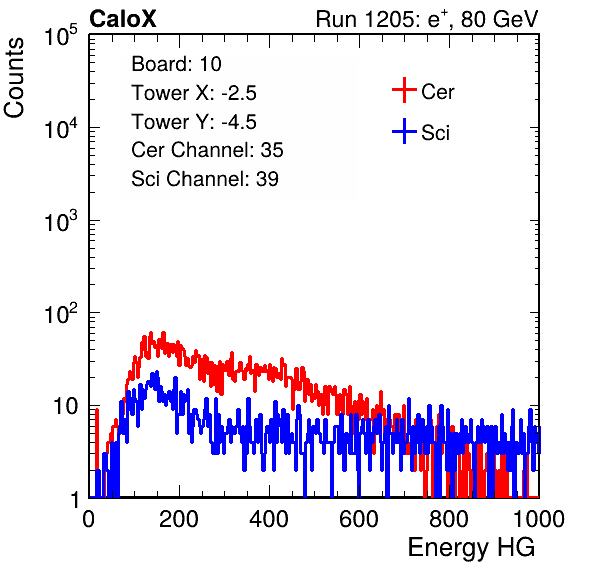 CaloX Run 1205: e⁺, 80 GeV
Counts
Board: 10
Tower X: -2.5
Tower Y: -4.5
Cer Channel: 35
Sci Channel: 39
Cer
Sci
10⁵
10⁴
10³
10²
10
1
0 200 400 600 800 1000
Energy HG